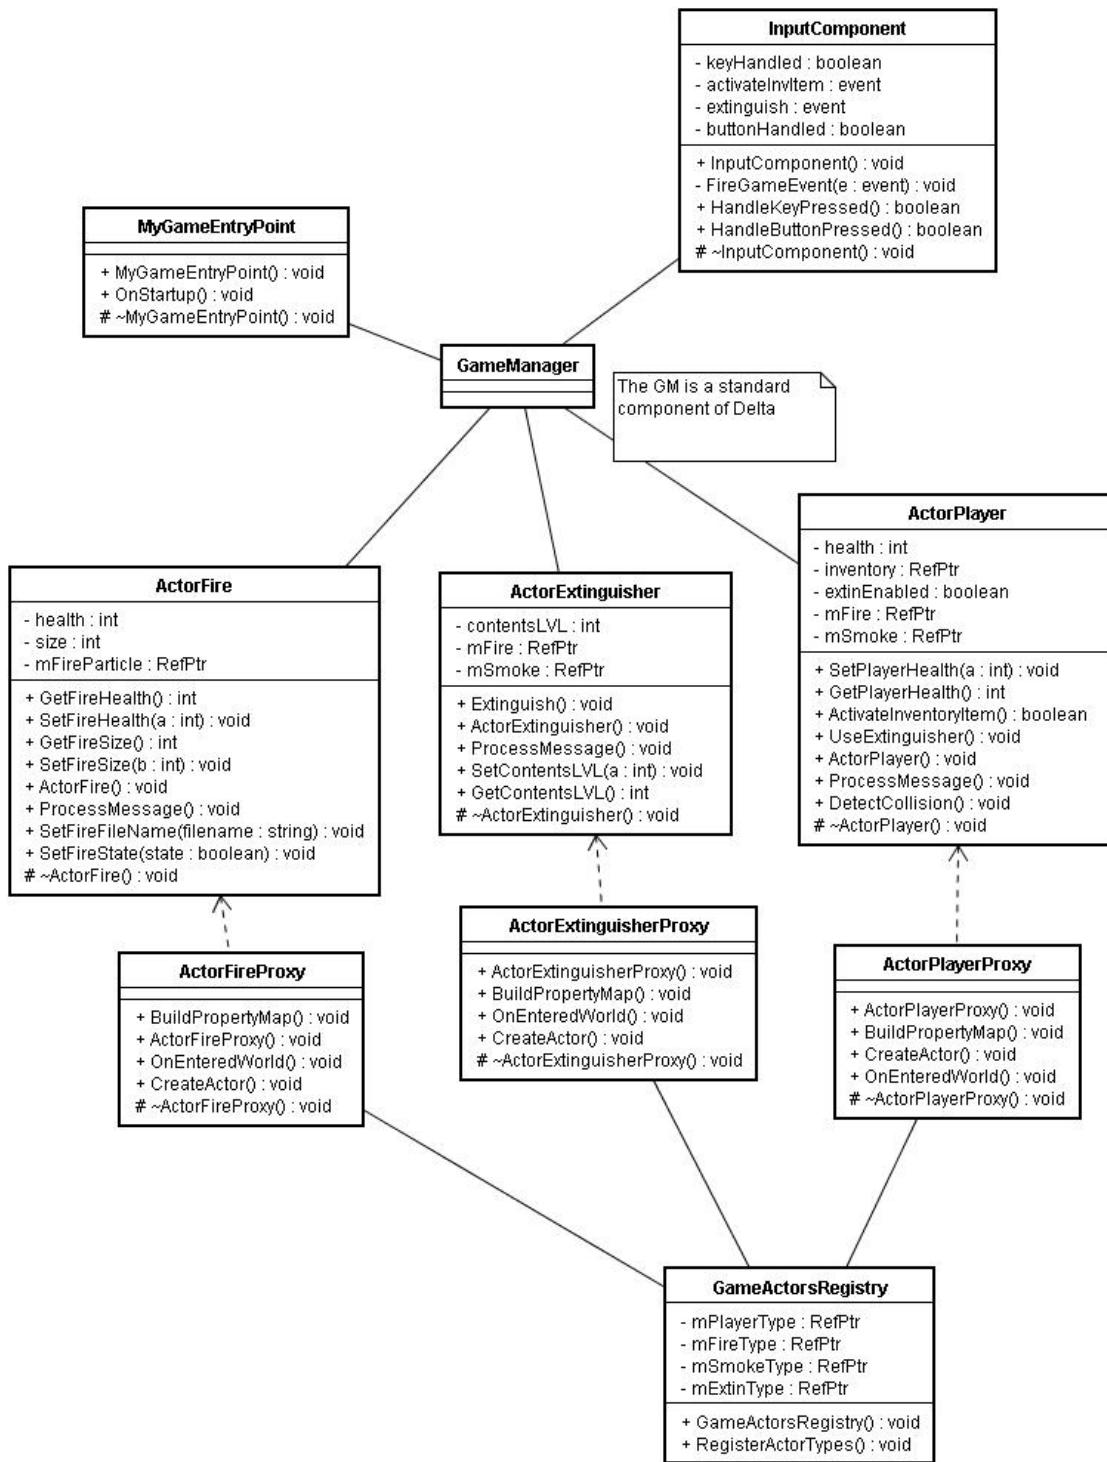 InputComponent
- keyHandled : boolean
- activateInvItem : event
- extinguish : event
- buttonHandled : boolean
+ InputComponent() : void
- FireGameEvent(e : event) : void
+ HandleKeyPressed() : boolean
+ HandleButtonPressed() : boolean
# ~InputComponent() : void
MyGameEntryPoint
+ MyGameEntryPoint() : void
+ OnStartup() : void
# ~MyGameEntryPoint() : void
GameManager
The GM is a standard
component of Delta
ActorPlayer
- health : int
- inventory : RefPtr
- extinEnabled : boolean
- mFire : RefPtr
- mSmoke : RefPtr
+ SetPlayerHealth(a : int) : void
+ GetPlayerHealth() : int
+ ActivateInventoryItem() : boolean
+ UseExtinguisher() : void
+ ActorPlayer() : void
+ ProcessMessage() : void
+ DetectCollision() : void
# ~ActorPlayer() : void
ActorFire
- health : int
- size : int
- mFireParticle : RefPtr
+ GetFireHealth() : int
+ SetFireHealth(a : int) : void
+ GetFireSize() : int
+ SetFireSize(b : int) : void
+ ActorFire() : void
+ ProcessMessage() : void
+ SetFireFileName(filename : string) : void
+ SetFireState(state : boolean) : void
# ~ActorFire() : void
ActorExtinguisher
- contentsLVL : int
- mFire : RefPtr
- mSmoke : RefPtr
+ Extinguish() : void
+ ActorExtinguisher() : void
+ ProcessMessage() : void
+ SetContentsLVL(a : int) : void
+ GetContentsLVL() : int
# ~ActorExtinguisher() : void
ActorFireProxy
+ BuildPropertyMap() : void
+ ActorFireProxy() : void
+ OnEnteredWorld() : void
+ CreateActor() : void
# ~ActorFireProxy() : void
ActorExtinguisherProxy
+ ActorExtinguisherProxy() : void
+ BuildPropertyMap() : void
+ OnEnteredWorld() : void
+ CreateActor() : void
# ~ActorExtinguisherProxy() : void
ActorPlayerProxy
+ ActorPlayerProxy() : void
+ BuildPropertyMap() : void
+ CreateActor() : void
+ OnEnteredWorld() : void
# ~ActorPlayerProxy() : void
GameActorsRegistry
- mPlayerType : RefPtr
- mFireType : RefPtr
- mSmokeType : RefPtr
- mExtinType : RefPtr
+ GameActorsRegistry() : void
+ RegisterActorTypes() : void